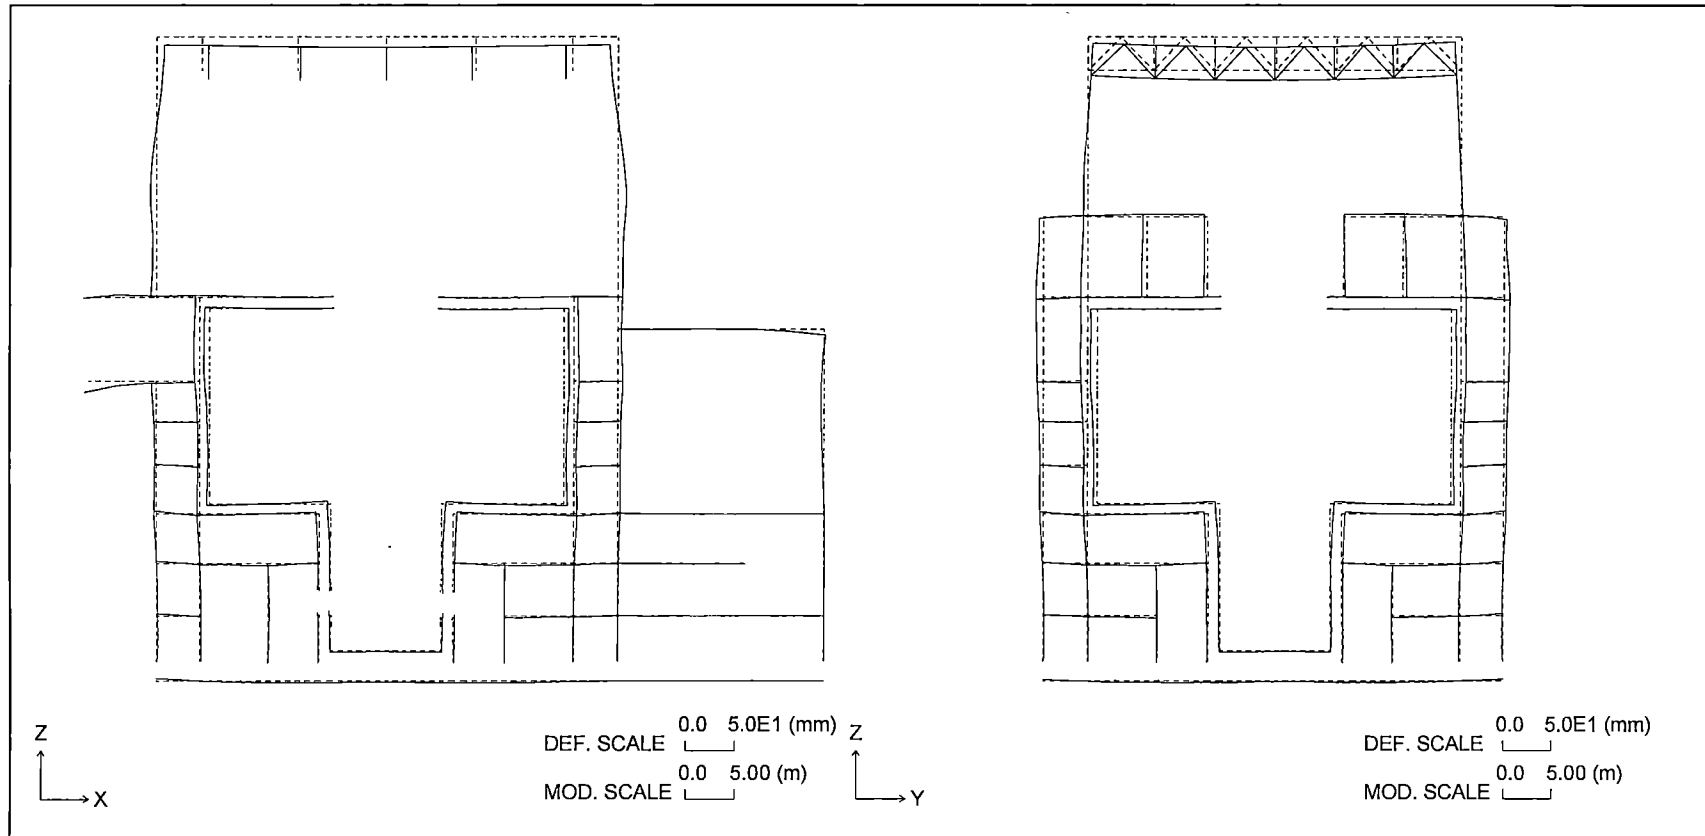 Z
X
0.0 5.0E1 (mm)
DEF. SCALE
0.0 5.00 (m)
MOD. SCALE
Z
Y
0.0 5.0E1 (mm)
DEF. SCALE
0.0 5.00 (m)
MOD. SCALE